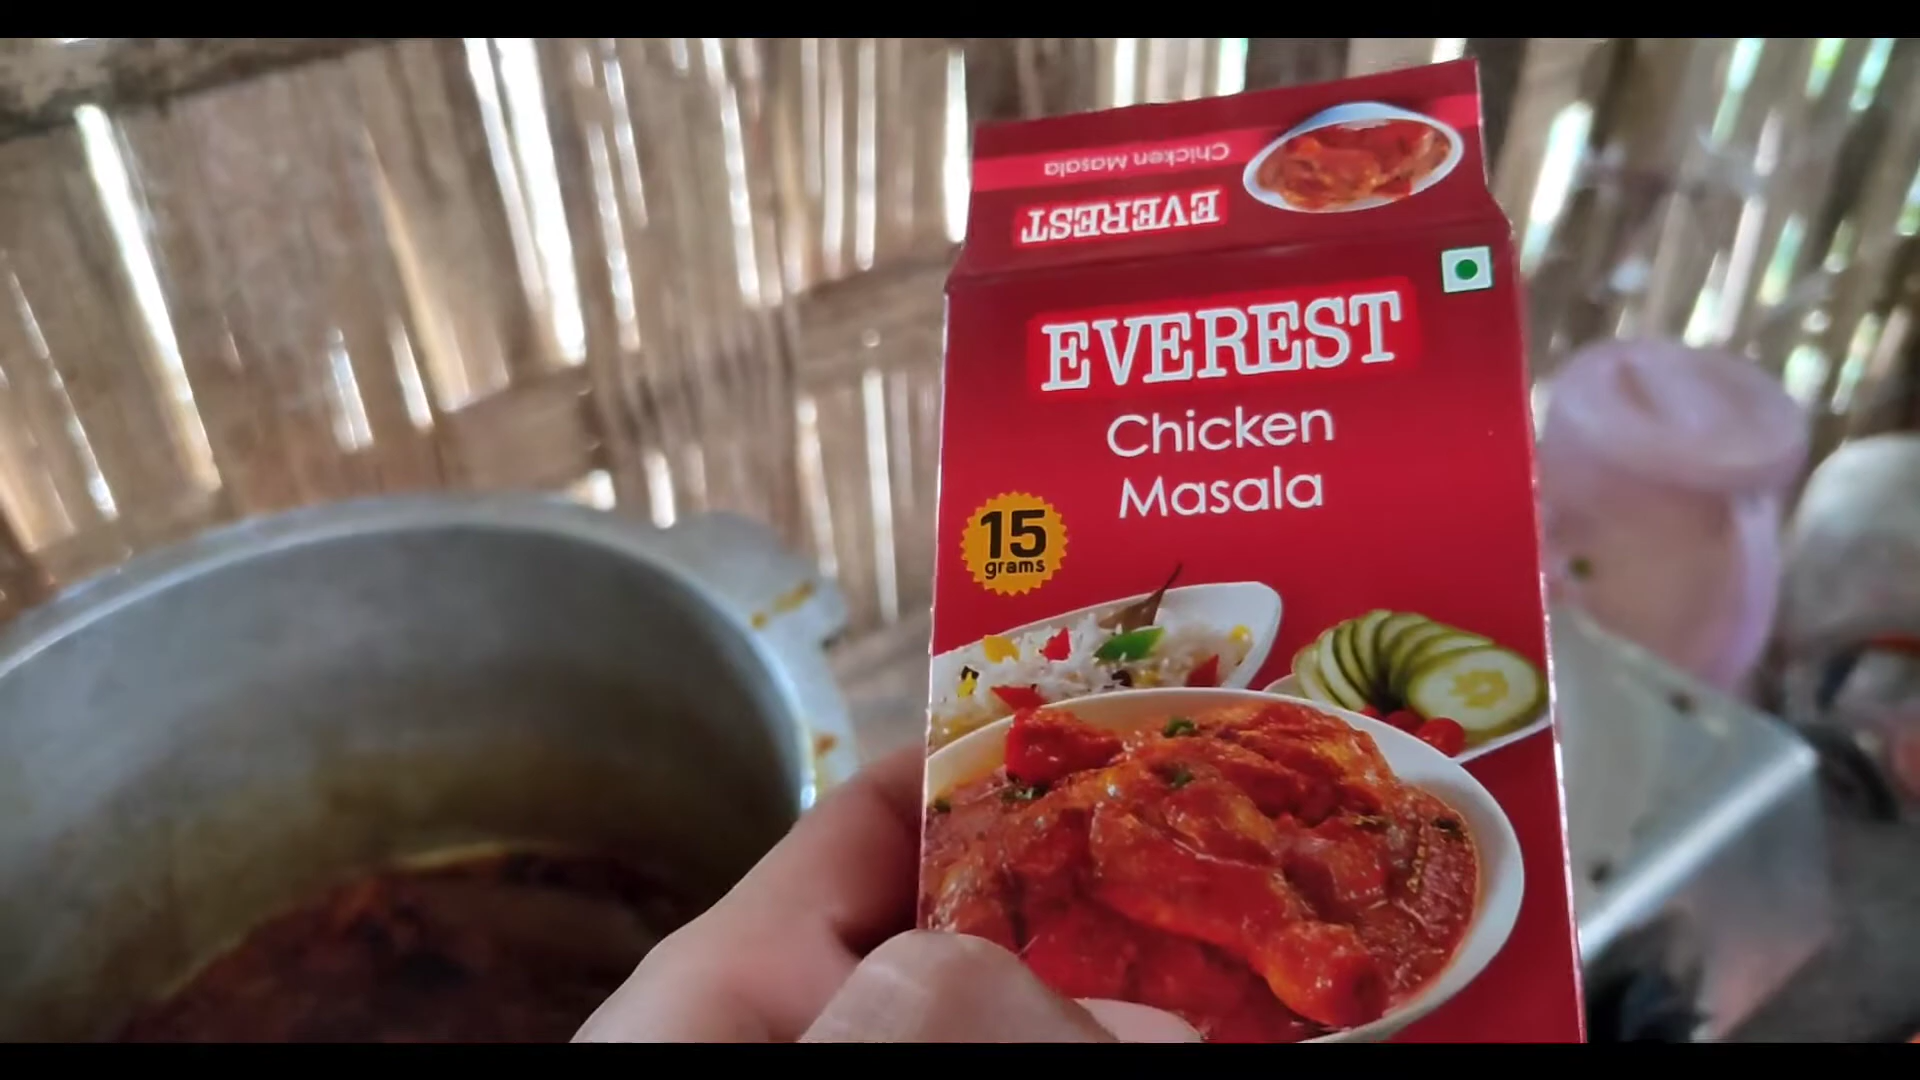 Chicken Masala
EVEREST
EVEREST
Chicken
Masala
15
grams